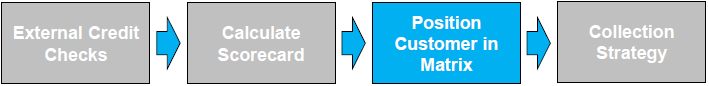 External Credit
Checks
Calculate
Scorecard
Position
Customer in
Matrix
Collection
Strategy